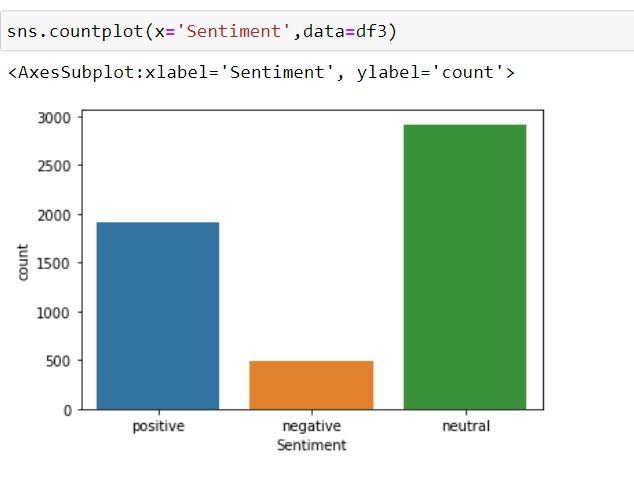 sns.countplot(x='Sentiment',data=df3)
<AxesSubplot:xlabel='Sentiment', ylabel='count'>
3000
2500
2000
1500
1000
500
0
count
positive negative neutral
Sentiment